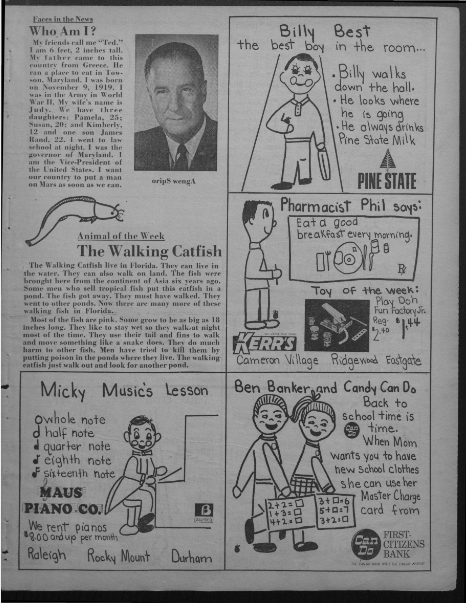 Faces in the News
Who Am I?
My friends call me "Ted."
I am 6 feet, 2 inches tall.
My father came to this
country from Greece. He
ran a place to eat in Tow-
son, Maryland. I was born
on November 9, 1919. I
was in the Army in World
War II. My wife's name is
Judy. We have three
daughters: Pamela, 25;
Susan, 20; and Kimberly,
12 and one son James
Rand, 22. I went to law
school at night. I was the
governor of Maryland. I
am the Vice-President of
the United States. I want
our country to put a man
on Mars as soon as we can.
oripS wengA
Animal of the Week
The Walking Catfish
The Walking Catfish live in Florida. They can live in
the water. They can also walk on land. The fish were
brought here from the continent of Asia six years ago.
Some men who sell tropical fish put this catfish in a
pond. The fish got away. They must have walked. They
went to other ponds. Now there are many more of these
walking fish in Florida.
Most of the fish are pink. Some grow to be as big as 18
inches long. They like to stay wet so they walk at night
most of the time. They use their tail and fins to walk
and move something like a snake does. They do much
harm to other fish. Men have tried to kill them by
putting poison in the ponds where they live. The walking
catfish just walk out and look for another pond.
Billy Best
the best boy in the room...
• Billy walks
down the hall.
• He looks where
he is going
• He always drinks
Pine State Milk
PINE STATE
Pharmacist Phil says:
Eat a good
breakfast every morning.
Toy of the week:
Play Doh
Fun Factory Jr.
Reg.
$2.40
$1.44
KERR'S
Cameron Village Ridgewood Eastgate
Micky Music's Lesson
whole note
half note
quarter note
eighth note
sixteenth note
MAUS
PIANO CO.
We rent pianos
$8.00 and up per month
Raleigh Rocky Mount Durham
Ben Banker and Candy Can Do
Back to
school time is
Can Do
time.
When Mom
wants you to have
new school clothes
she can use her
Master Charge
card from
2+2=□
1+3=□
4+2=□
3+□=6
5+□=7
3+2=□
Can Do
FIRST-
CITIZENS
BANK